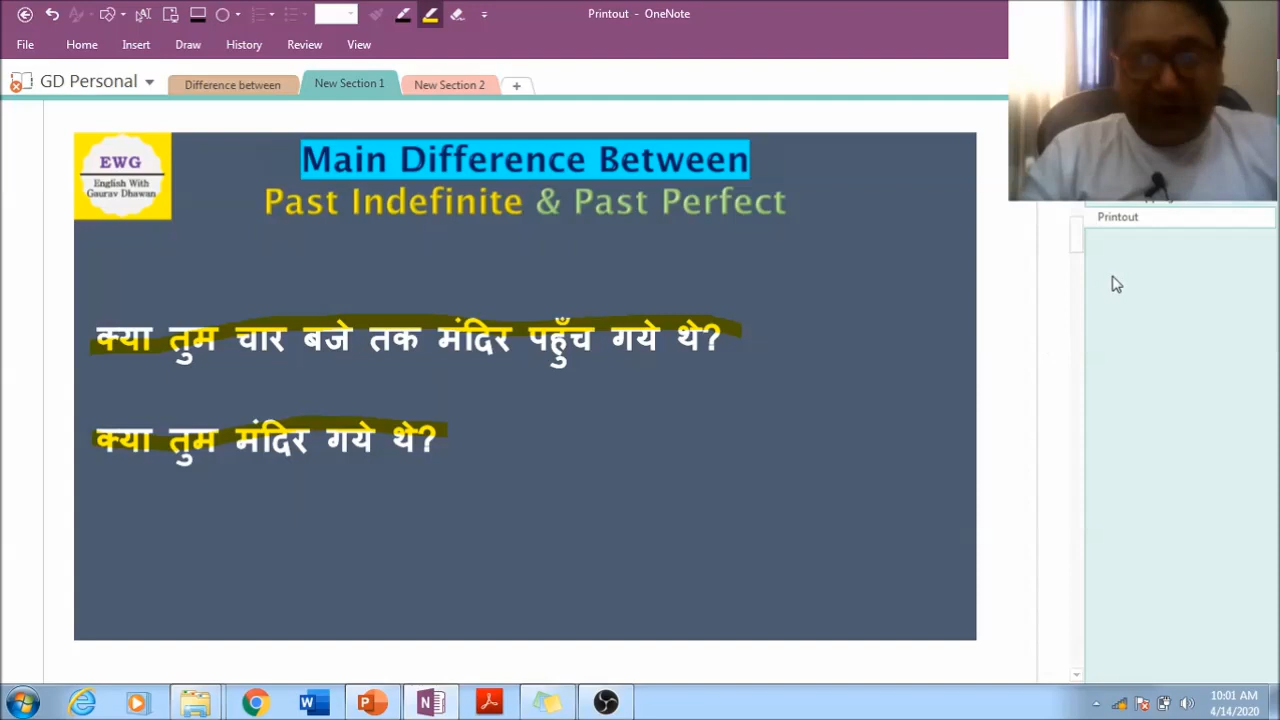 Printout - OneNote
File Home Insert Draw History Review View
GD Personal Difference between New Section 1 New Section 2 +
EWG
English With
Gaurav Dhawan
Main Difference Between
Past Indefinite & Past Perfect
Printout
क्या तुम चार बजे तक मंदिर पहुँच गये थे?
क्या तुम मंदिर गये थे?
10:01 AM
4/14/2020